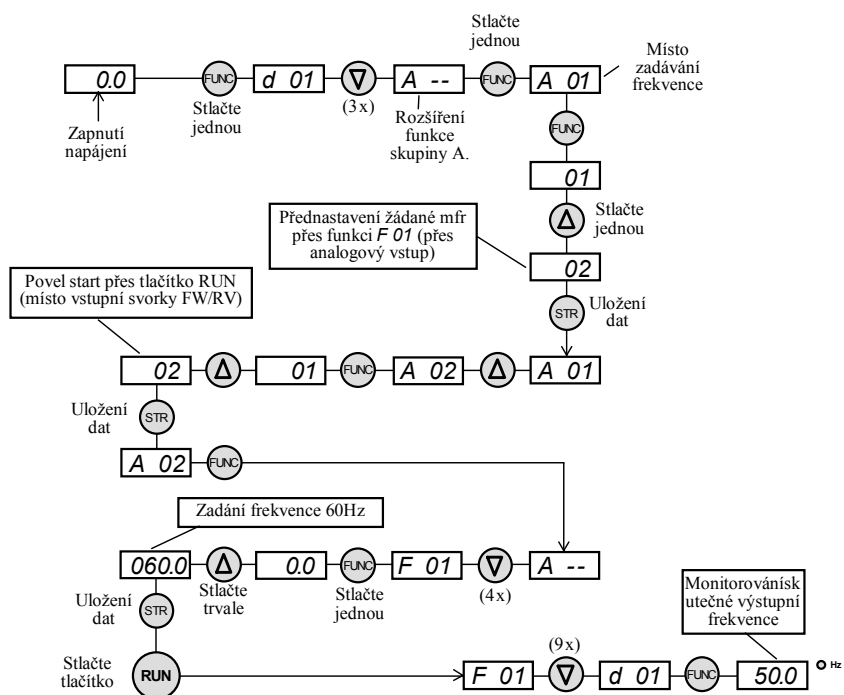 Stlačte
jednou
0.0
FUNC
d 01
(3x)
A --
FUNC
A 01
Místo
zadávání
frekvence
Zapnutí
napájení
Stlačte
jednou
Rozšíření
funkce
skupiny A.
FUNC
01
Stlačte
jednou
Přednastavení žádané mfr
přes funkci F 01 (přes
analogový vstup)
02
Povel start přes tlačítko RUN
(místo vstupní svorky FW/RV)
STR
Uložení
dat
02
01
FUNC
A 02
A 01
Uložení
dat
STR
A 02
FUNC
Zadání frekvence 60Hz
060.0
0.0
FUNC
F 01
(4x)
A --
Stlačte
trvale
Stlačte
jednou
Uložení
dat
STR
Monitorovánísk
utečné výstupní
frekvence
Stlačte
tlačítko
RUN
F 01
(9x)
d 01
FUNC
50.0
Hz